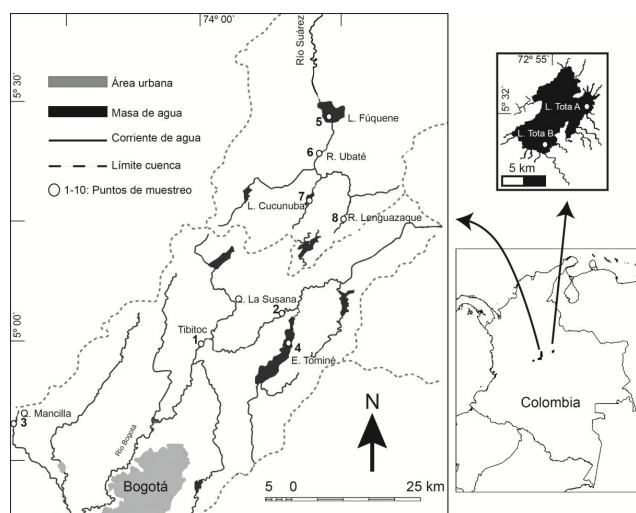 74° 00`
5° 30`
5° 00`
Área urbana
Masa de agua
Corriente de agua
Límite cuenca
1-10: Puntos de muestreo
Río Suárez
5
L. Fúquene
6
R. Ubaté
7
L. Cucunuba
8
R. Lenguazaque
Q. La Susana
2
Tibitoc
1
4
E. Tominé
Q. Mancilla
3
Río Bogotá
Bogotá
N
5 0 25 km
72° 55`
5° 32`
L. Tota A
L. Tota B
5 km
Colombia